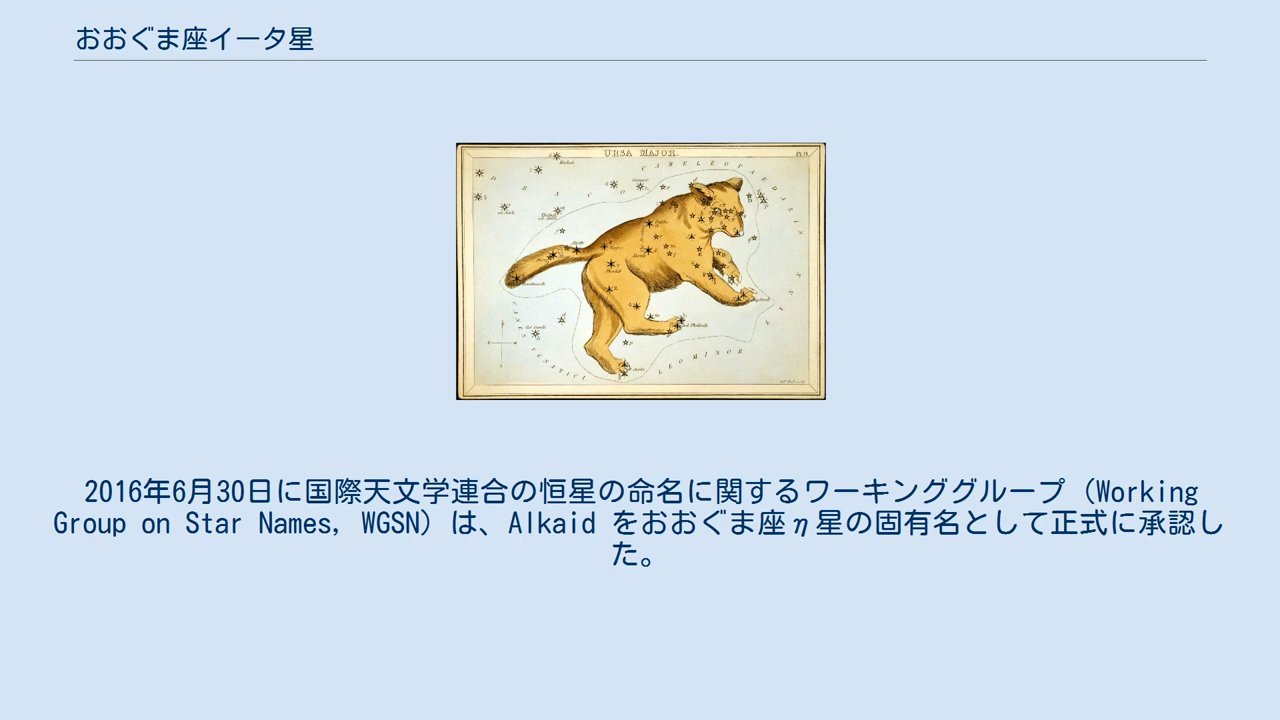 おおぐま座イータ星
URSA MAJOR.
2016年6月30日に国際天文学連合の恒星の命名に関するワーキンググループ（Working
Group on Star Names, WGSN）は、Alkaid をおおぐま座η星の固有名として正式に承認し
た。